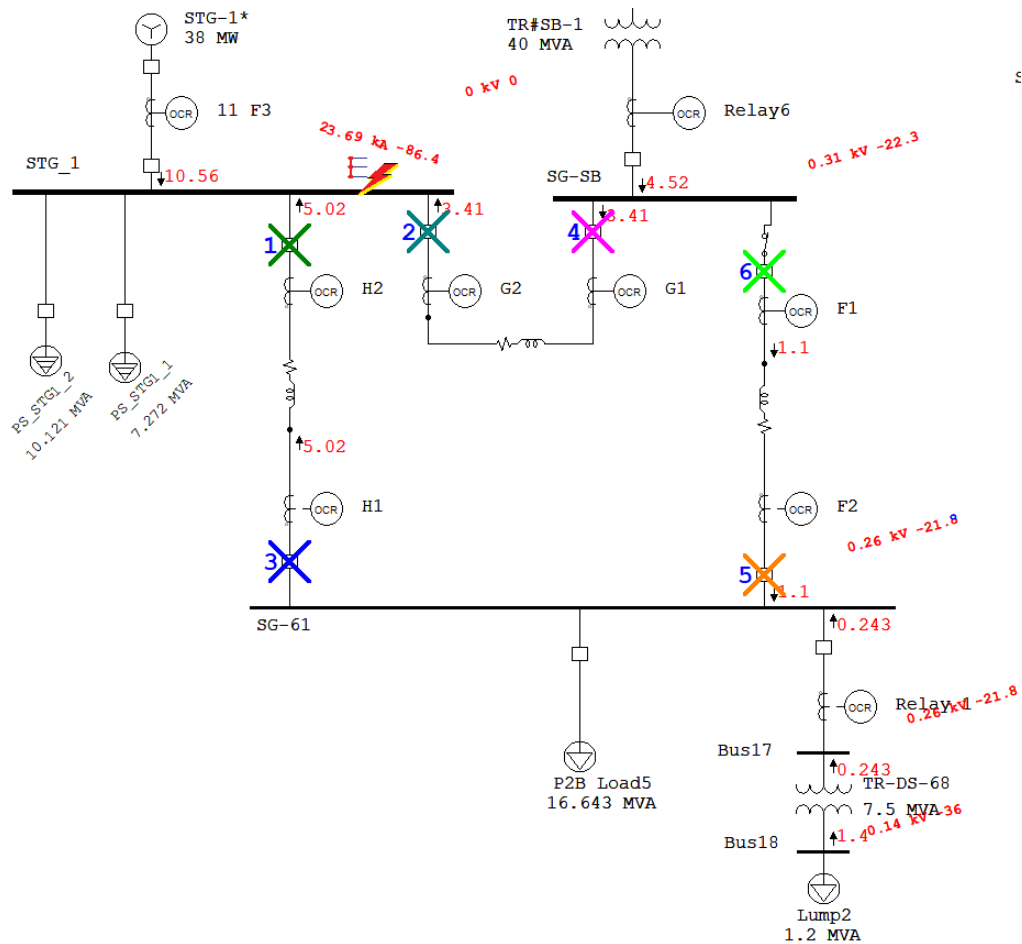 STG-1*
38 MW
OCR
11 F3
TR#SB-1
40 MVA
OCR
Relay6
S
0 kV 0
23.69 kA -86.4
0.31 kV -22.3
STG_1
10.56
SG-SB
4.52
5.02
3.41
3.41
1
2
4
6
OCR
H2
OCR
G2
OCR
G1
OCR
F1
1.1
PS_STG1_2
10.121 MVA
PS_STG1_1
7.272 MVA
5.02
OCR
H1
OCR
F2
0.26 kV -21.8
3
5
1.1
SG-61
0.243
OCR
Relay 1
0.26 kV -21.8
Bus17
0.243
P2B Load5
16.643 MVA
TR-DS-68
7.5 MVA
0.14 kV -36
Bus18
1.4
Lump2
1.2 MVA